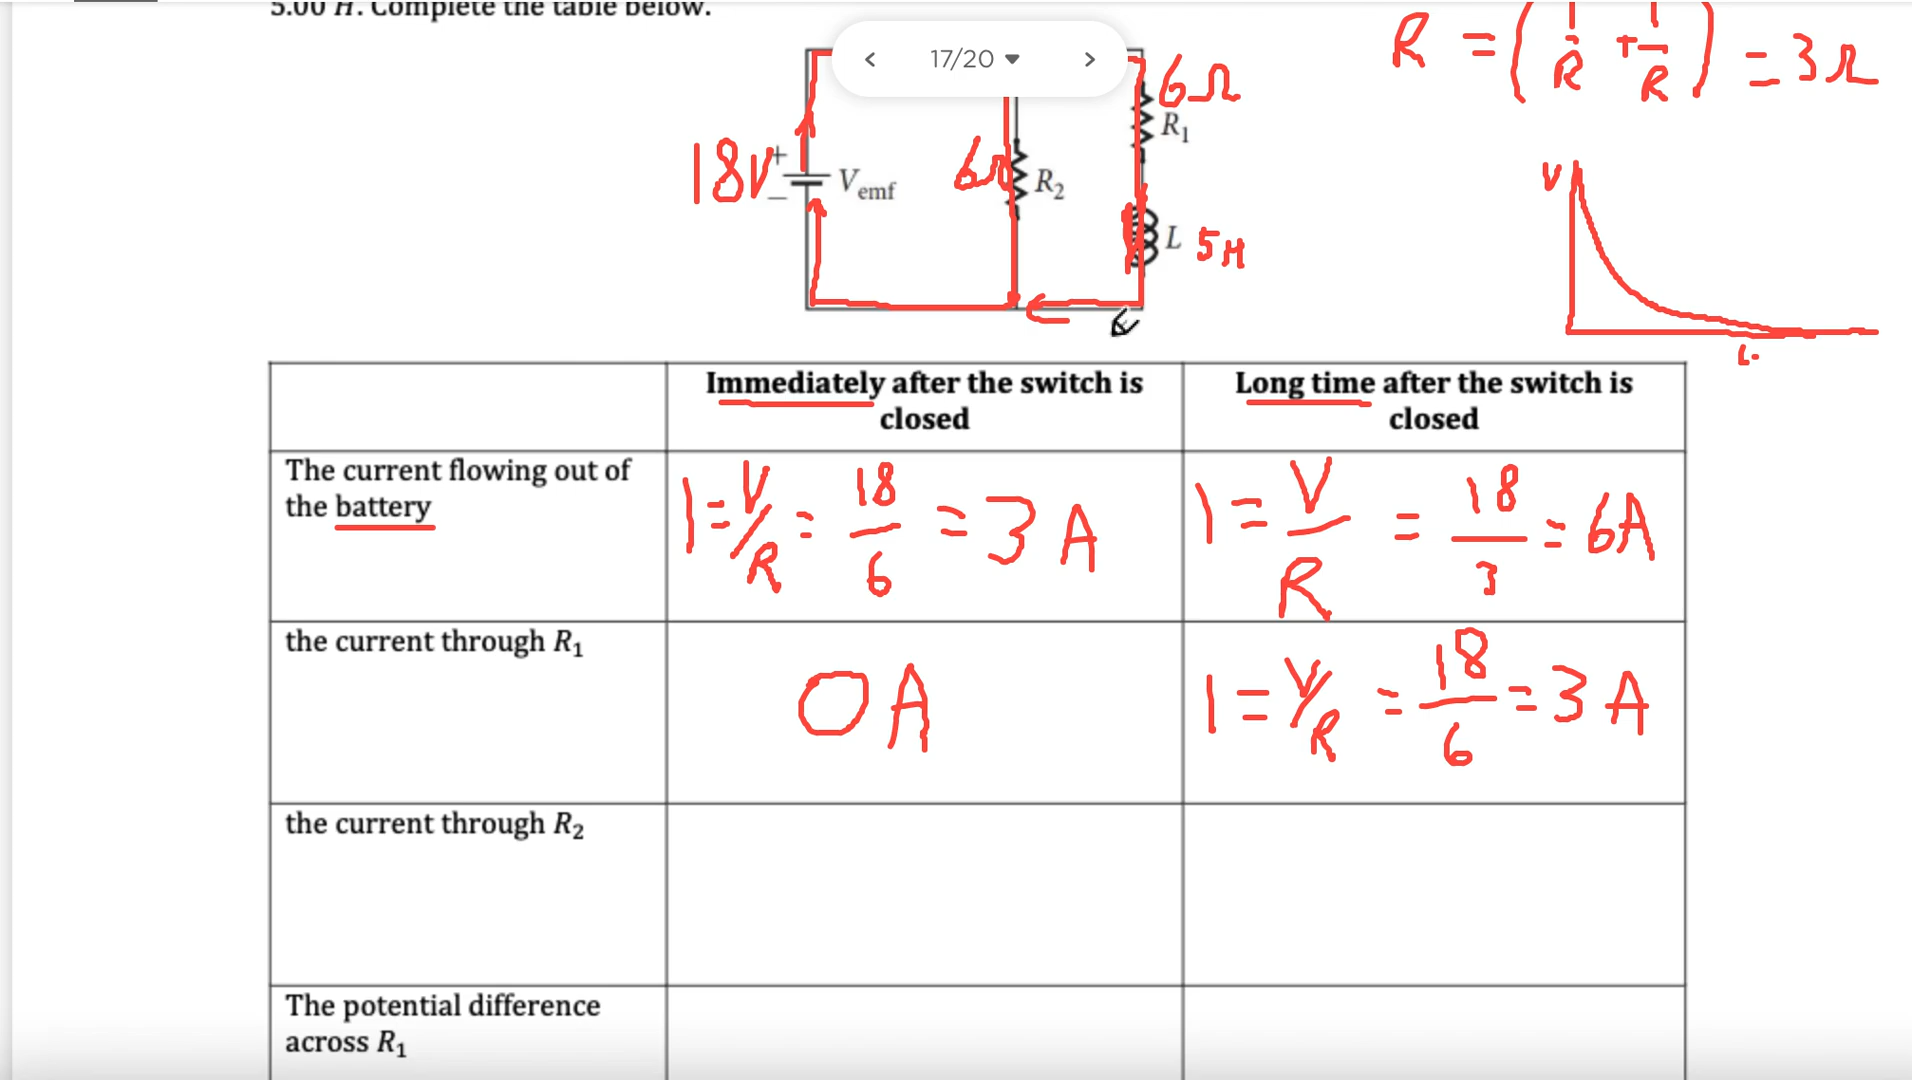 5.00 H. Complete the table below.
17/20
R = (1/R + 1/R) = 3Ω
6Ω
R1
18V
+
−
Vemf
6Ω
R2
L 5H
V
Immediately after the switch is
closed
Long time after the switch is
closed
The current flowing out of
the battery
I = V/R = 18/6 = 3 A
I = V/R = 18/3 = 6A
the current through R1
0 A
I = V/R = 18/6 = 3 A
the current through R2
The potential difference
across R1